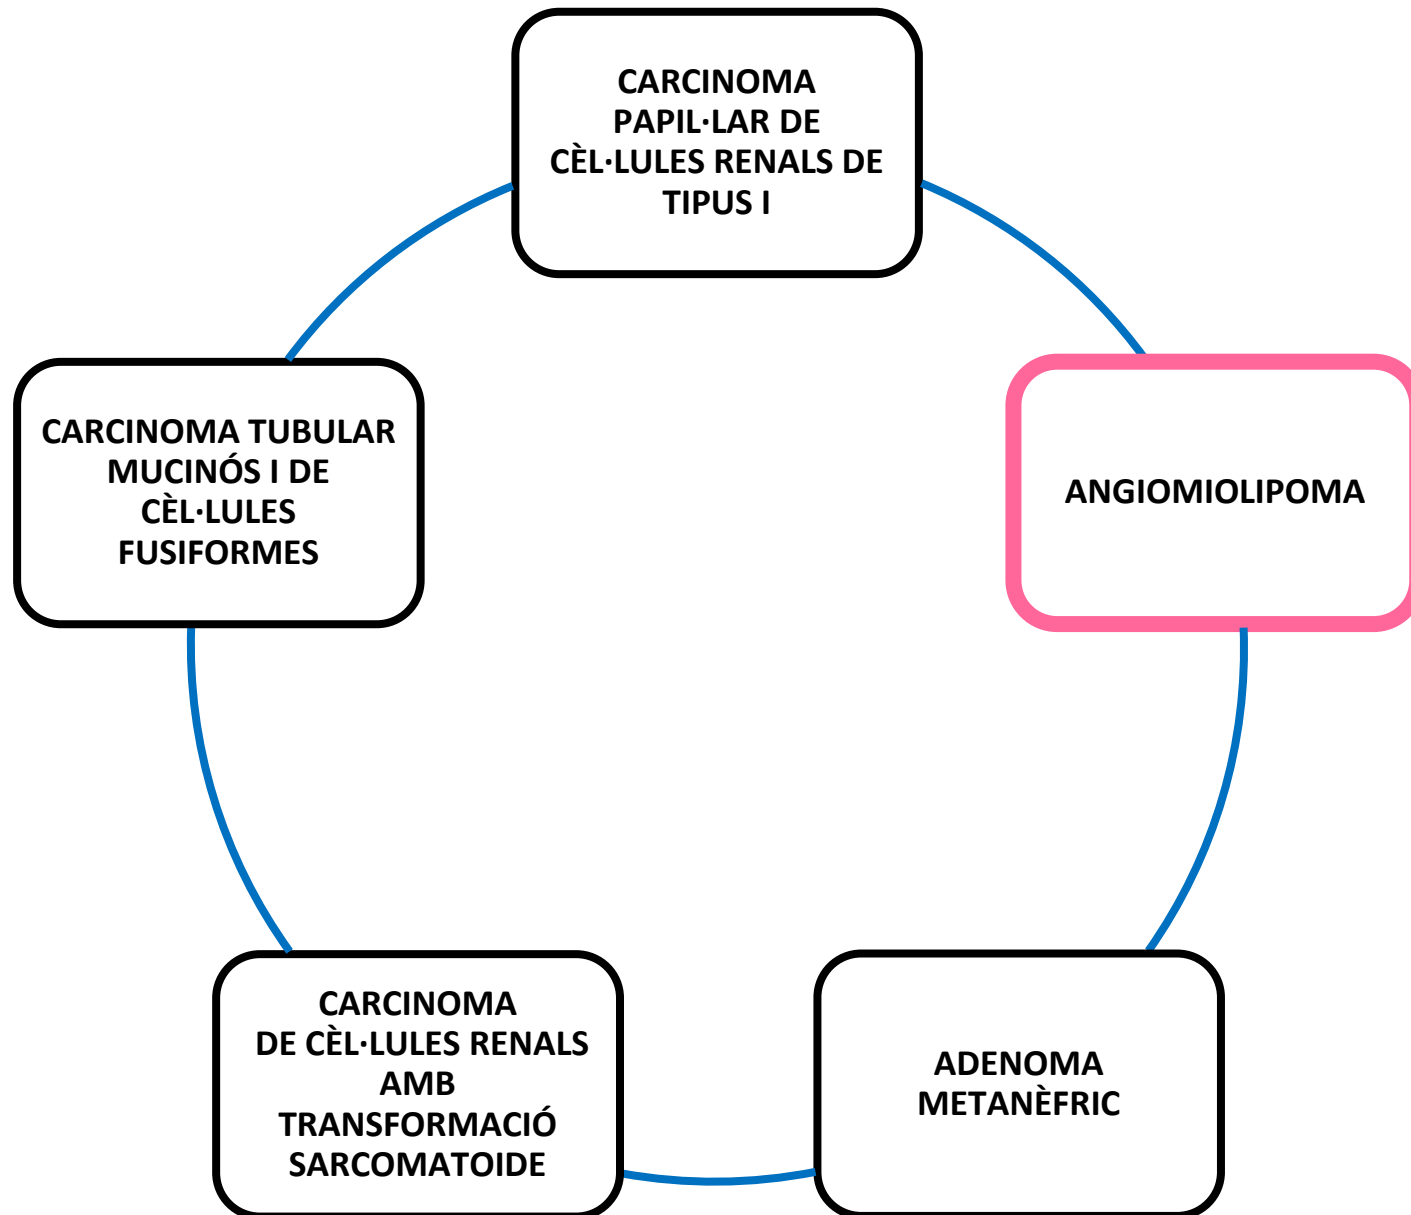 CARCINOMA
PAPIL·LAR DE
CÈL·LULES RENALS DE
TIPUS I
CARCINOMA TUBULAR
MUCINÓS I DE
CÈL·LULES
FUSIFORMES
ANGIOMIOLIPOMA
CARCINOMA
DE CÈL·LULES RENALS
AMB
TRANSFORMACIÓ
SARCOMATOIDE
ADENOMA
METANÈFRIC